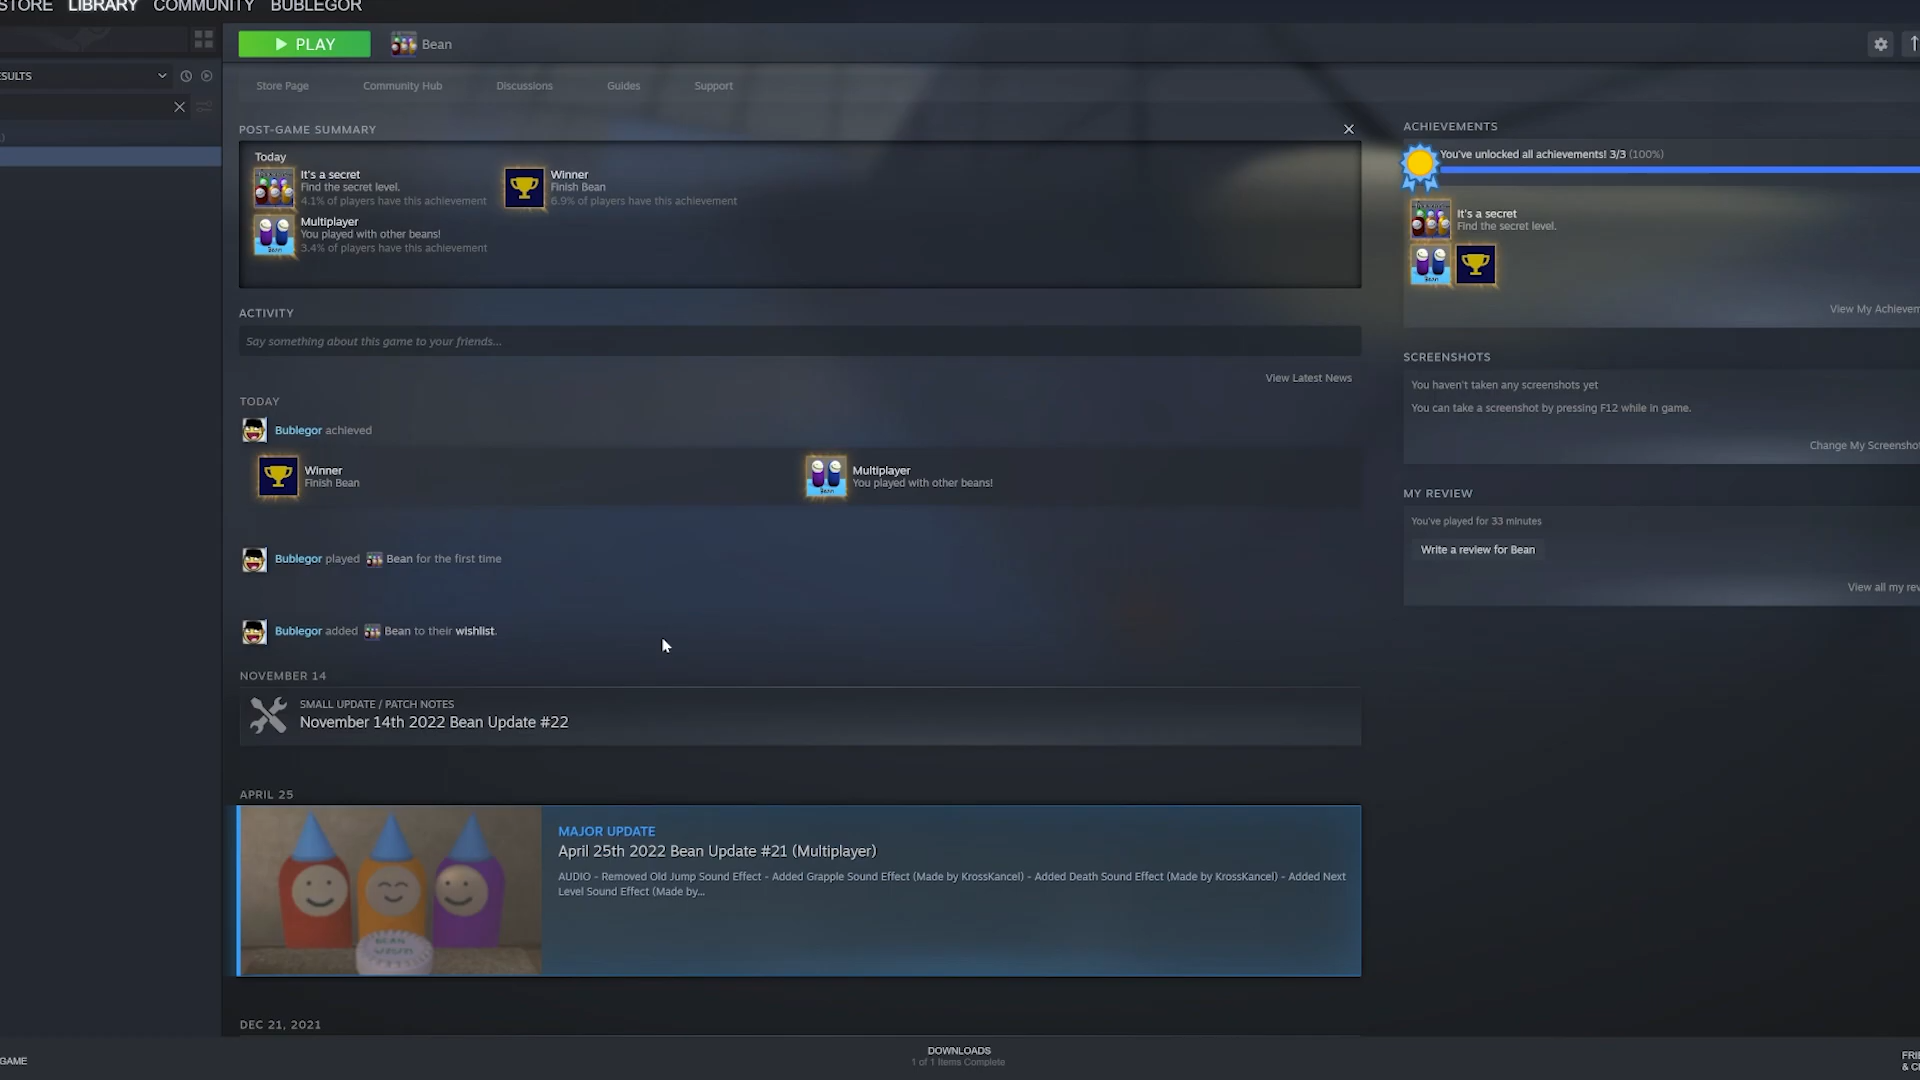 STORE LIBRARY COMMUNITY BUBLEGOR
PLAY
Bean
ESULTS
Store Page
Community Hub
Discussions
Guides
Support
POST-GAME SUMMARY
Today
It's a secret
Find the secret level.
4.1% of players have this achievement
Winner
Finish Bean
6.9% of players have this achievement
Multiplayer
You played with other beans!
3.4% of players have this achievement
Bean
ACTIVITY
Say something about this game to your friends...
View Latest News
TODAY
Bublegor achieved
Winner
Finish Bean
Bean
Multiplayer
You played with other beans!
Bublegor played Bean for the first time
Bublegor added Bean to their wishlist.
NOVEMBER 14
SMALL UPDATE / PATCH NOTES
November 14th 2022 Bean Update #22
APRIL 25
MAJOR UPDATE
April 25th 2022 Bean Update #21 (Multiplayer)
AUDIO - Removed Old Jump Sound Effect - Added Grapple Sound Effect (Made by KrossKancel) - Added Death Sound Effect (Made by KrossKancel) - Added Next
Level Sound Effect (Made by...
DEC 21, 2021
ACHIEVEMENTS
You've unlocked all achievements! 3/3 (100%)
It's a secret
Find the secret level.
Bean
View My Achievem
SCREENSHOTS
You haven't taken any screenshots yet
You can take a screenshot by pressing F12 while in game.
Change My Screenshot
MY REVIEW
You've played for 33 minutes
Write a review for Bean
View all my rev
GAME
DOWNLOADS
1 of 1 Items Complete
FRIE
& C